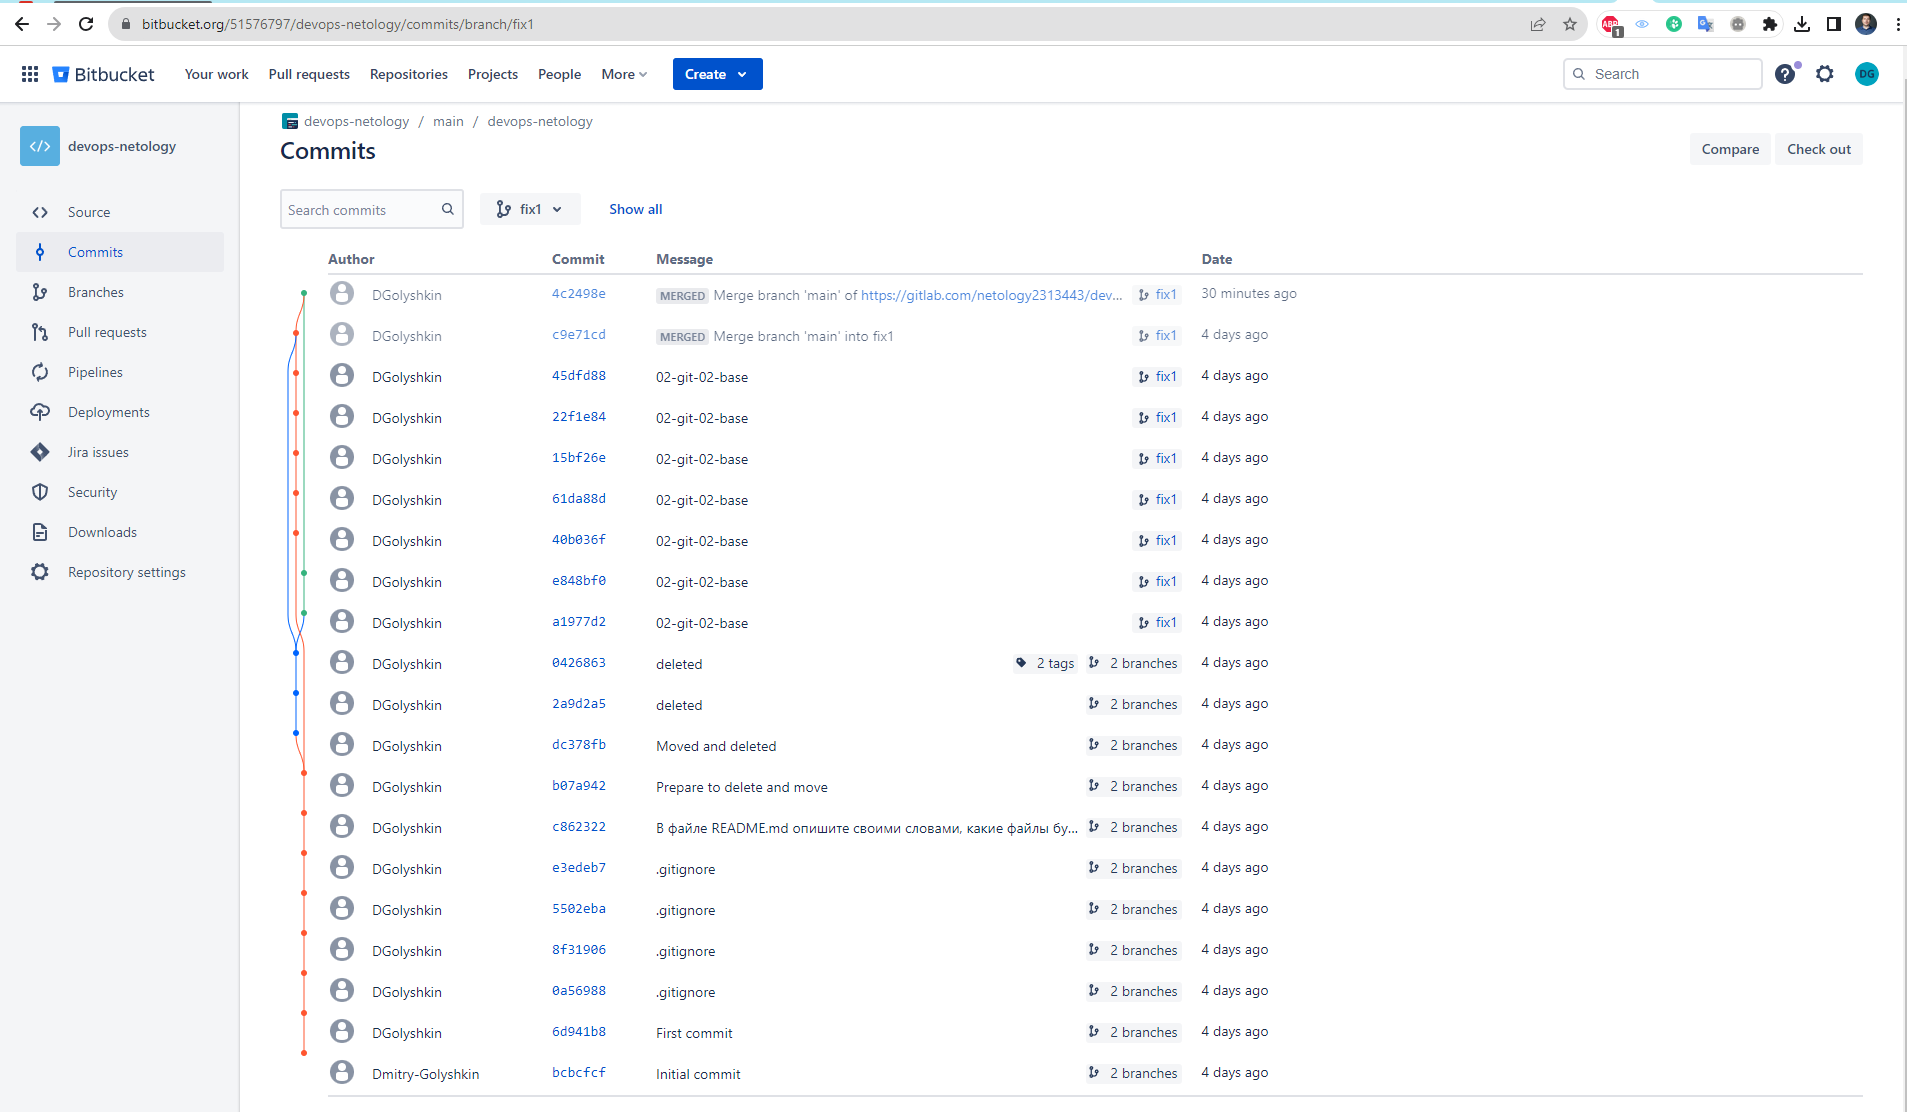 bitbucket.org/51576797/devops-netology/commits/branch/fix1
ABP 1
Bitbucket Your work Pull requests Repositories Projects People More Create Search DG
devops-netology
Source
Commits
Branches
Pull requests
Pipelines
Deployments
Jira issues
Security
Downloads
Repository settings
devops-netology / main / devops-netology
Commits
Compare Check out
Search commits fix1 Show all
Author Commit Message Date
DGolyshkin 4c2498e MERGED Merge branch 'main' of https://gitlab.com/netology2313443/dev... fix1 30 minutes ago
DGolyshkin c9e71cd MERGED Merge branch 'main' into fix1 fix1 4 days ago
DGolyshkin 45dfd88 02-git-02-base fix1 4 days ago
DGolyshkin 22f1e84 02-git-02-base fix1 4 days ago
DGolyshkin 15bf26e 02-git-02-base fix1 4 days ago
DGolyshkin 61da88d 02-git-02-base fix1 4 days ago
DGolyshkin 40b036f 02-git-02-base fix1 4 days ago
DGolyshkin e848bf0 02-git-02-base fix1 4 days ago
DGolyshkin a1977d2 02-git-02-base fix1 4 days ago
DGolyshkin 0426863 deleted 2 tags 2 branches 4 days ago
DGolyshkin 2a9d2a5 deleted 2 branches 4 days ago
DGolyshkin dc378fb Moved and deleted 2 branches 4 days ago
DGolyshkin b07a942 Prepare to delete and move 2 branches 4 days ago
DGolyshkin c862322 В файле README.md опишите своими словами, какие файлы бу... 2 branches 4 days ago
DGolyshkin e3edeb7 .gitignore 2 branches 4 days ago
DGolyshkin 5502eba .gitignore 2 branches 4 days ago
DGolyshkin 8f31906 .gitignore 2 branches 4 days ago
DGolyshkin 0a56988 .gitignore 2 branches 4 days ago
DGolyshkin 6d941b8 First commit 2 branches 4 days ago
Dmitry-Golyshkin bcbcfcf Initial commit 2 branches 4 days ago